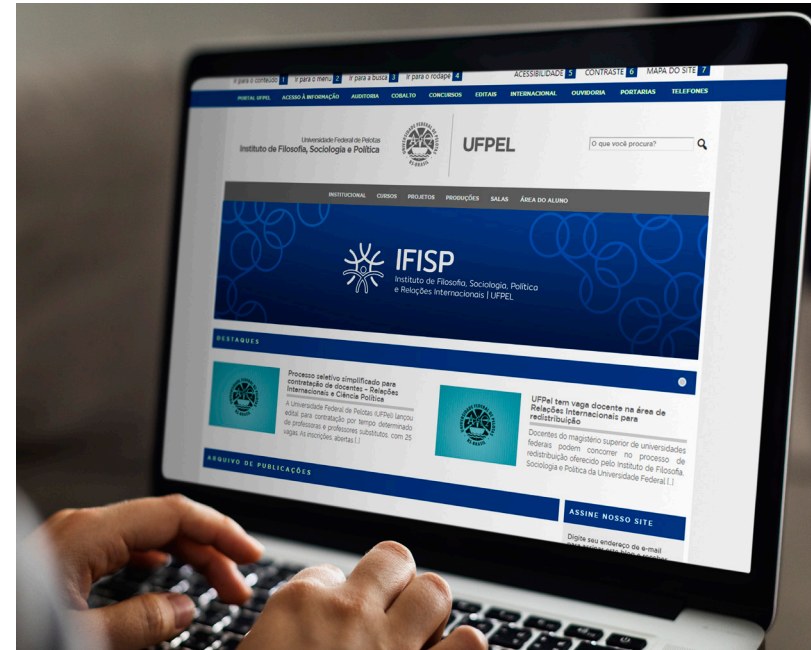 Ir para o conteúdo 1 Ir para o menu 2 Ir para a busca 3 Ir para o rodapé 4 ACESSIBILIDADE 5 CONTRASTE 6 MAPA DO SITE 7
PORTAL UFPEL ACESSO À INFORMAÇÃO AUDITORIA COBALTO CONCURSOS EDITAIS INTERNACIONAL OUVIDORIA PORTARIAS TELEFONES
Universidade Federal de Pelotas
Instituto de Filosofia, Sociologia e Política
UFPEL
O que você procura?
INSTITUCIONAL CURSOS PROJETOS PRODUÇÕES SALAS ÁREA DO ALUNO
IFISP
Instituto de Filosofia, Sociologia, Política
e Relações Internacionais | UFPEL
DESTAQUES
Processo seletivo simplificado para
contratação de docentes – Relações
Internacionais e Ciência Política
A Universidade Federal de Pelotas (UFPel) lançou
edital para contratação por tempo determinado
de professoras e professores substitutos, com 25
vagas. As inscrições, abertas [...]
UFPel tem vaga docente na área de
Relações Internacionais para
redistribuição
Docentes do magistério superior de universidades
federais podem concorrer no processo de
redistribuição oferecido pelo Instituto de Filosofia,
Sociologia e Política da Universidade Federal [...]
ARQUIVO DE PUBLICAÇÕES
ASSINE NOSSO SITE
Digite seu endereço de e-mail
para assinar este blog e receber